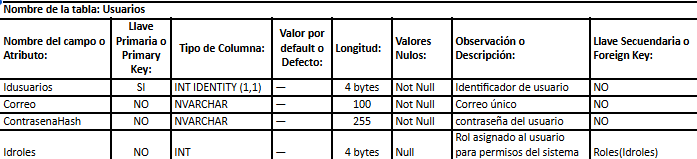 Nombre de la tabla: Usuarios
Nombre del campo o Atributo: | Llave Primaria o Primary Key: | Tipo de Columna: | Valor por default o Defecto: | Longitud: | Valores Nulos: | Observación o Descripción: | Llave Secuendaria o Foreign Key:
Idusuarios | SI | INT IDENTITY (1,1) | — | 4 bytes | Not Null | Identificador de usuario | NO
Correo | NO | NVARCHAR | — | 100 | Not Null | Correo único | NO
ContrasenaHash | NO | NVARCHAR | — | 255 | Not Null | contraseña del usuario | NO
Idroles | NO | INT | — | 4 bytes | Null | Rol asignado al usuario para permisos del sistema | Roles(Idroles)